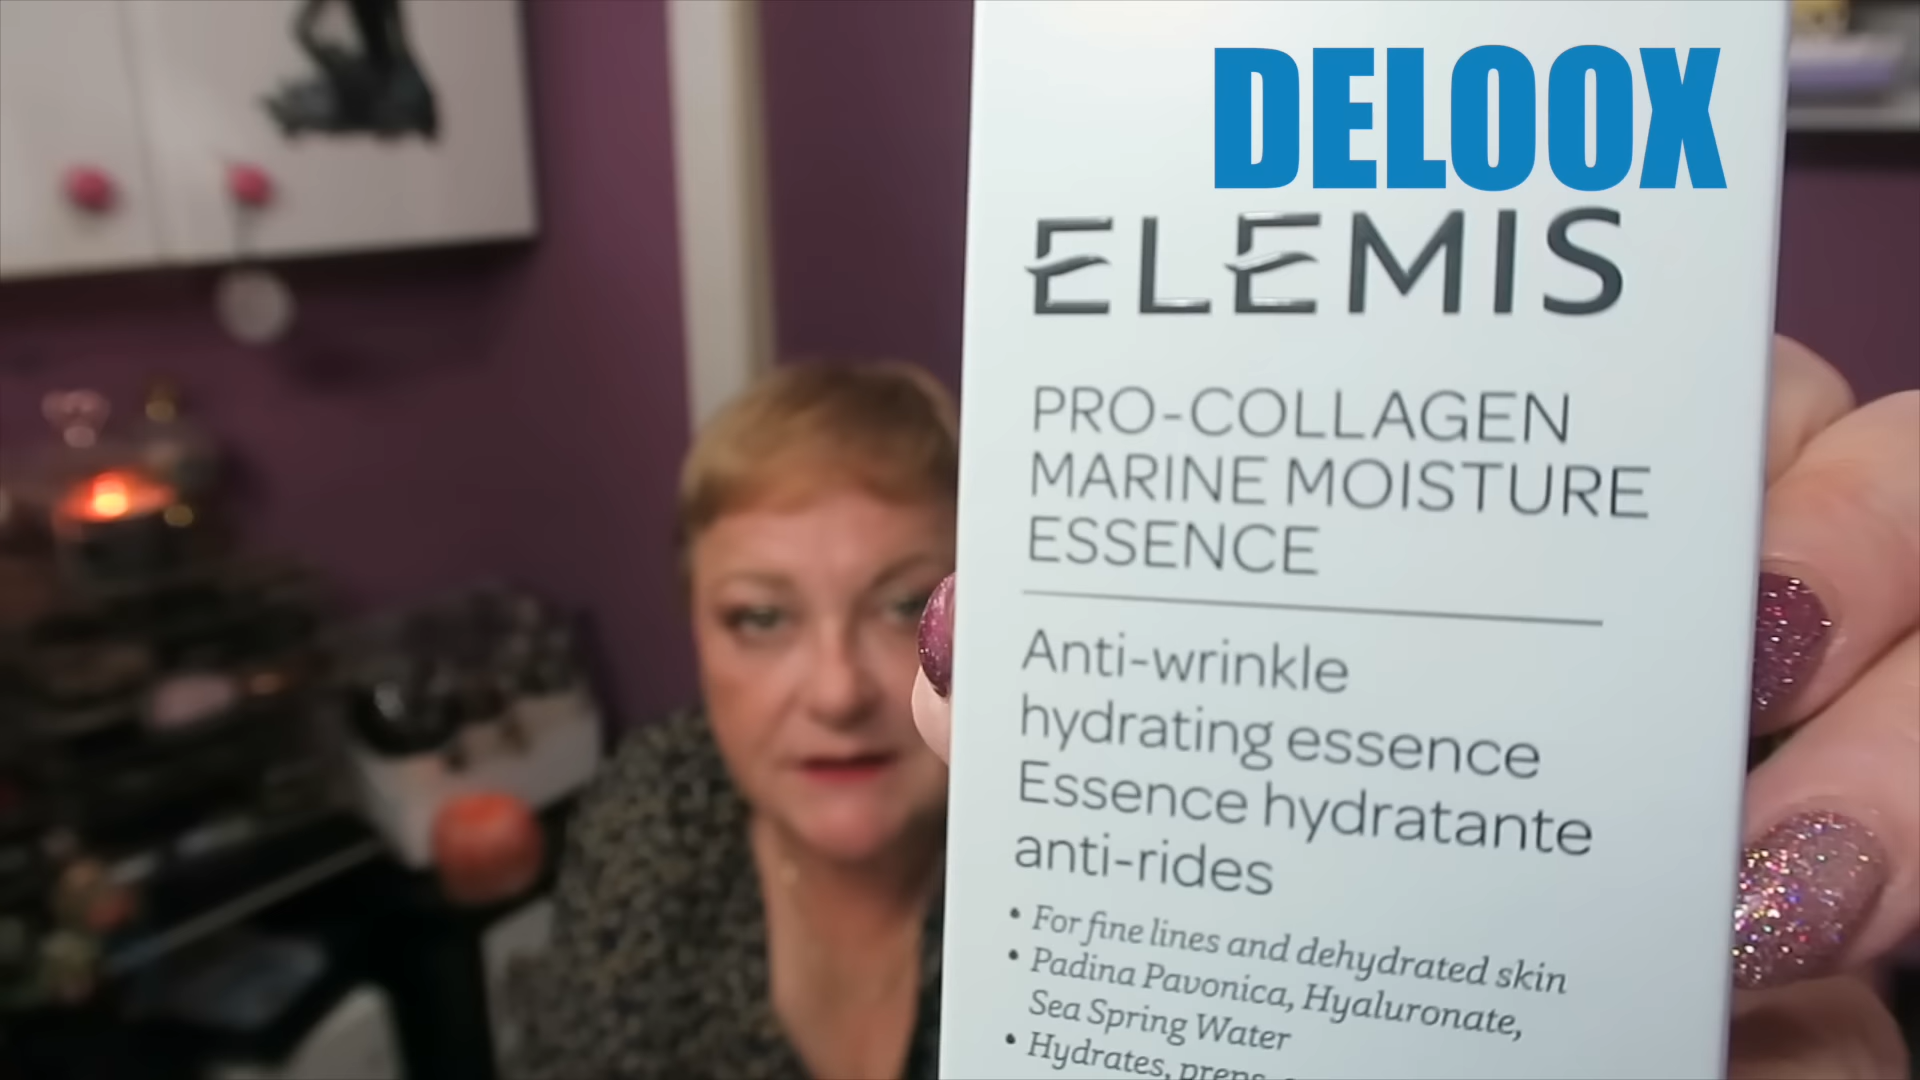 DELOOX
ELEMIS
PRO-COLLAGEN
MARINE MOISTURE
ESSENCE
Anti-wrinkle
hydrating essence
Essence hydratante
anti-rides
• For fine lines and dehydrated skin
• Padina Pavonica, Hyaluronate,
Sea Spring Water
• Hydrates,